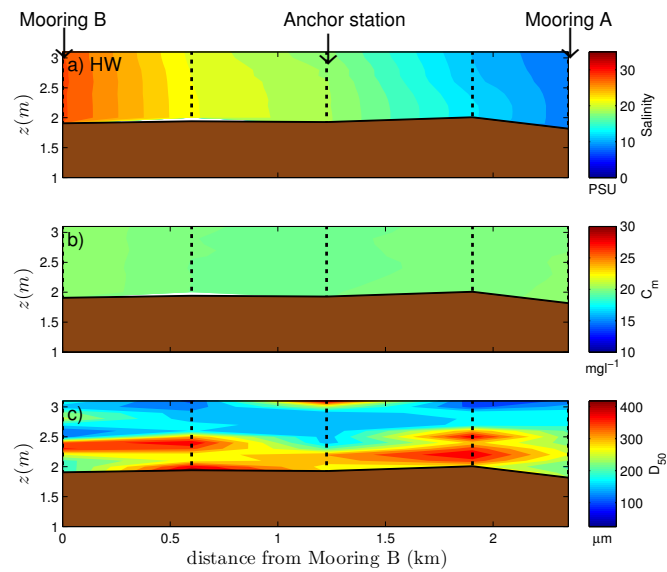 Mooring B
Anchor station
Mooring A
a) HW
z(m)
3
2.5
2
1.5
1
30
20
10
0
Salinity
PSU
b)
z(m)
3
2.5
2
1.5
1
30
25
20
15
10
C_m
mgl⁻¹
c)
z(m)
3
2.5
2
1.5
1
400
300
200
100
D_50
μm
0
0.5
1
1.5
2
distance from Mooring B (km)